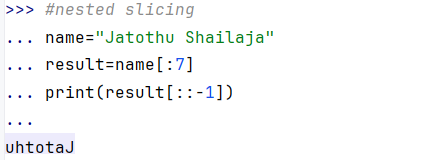 >>> #nested slicing
... name="Jatothu Shailaja"
... result=name[:7]
... print(result[::-1])
...
uhtotaJ